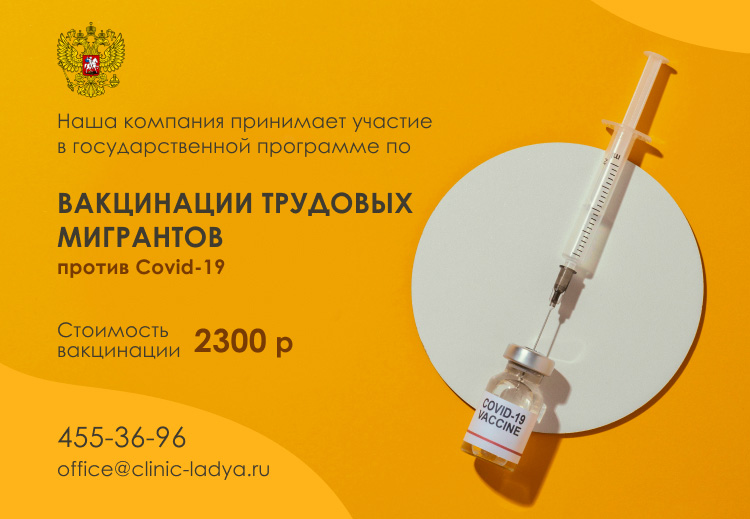 Наша компания принимает участие
в государственной программе по
ВАКЦИНАЦИИ ТРУДОВЫХ
МИГРАНТОВ
против Covid-19
Стоимость
вакцинации
2300 р
455-36-96
office@clinic-ladya.ru
COVID-19
VACCINE